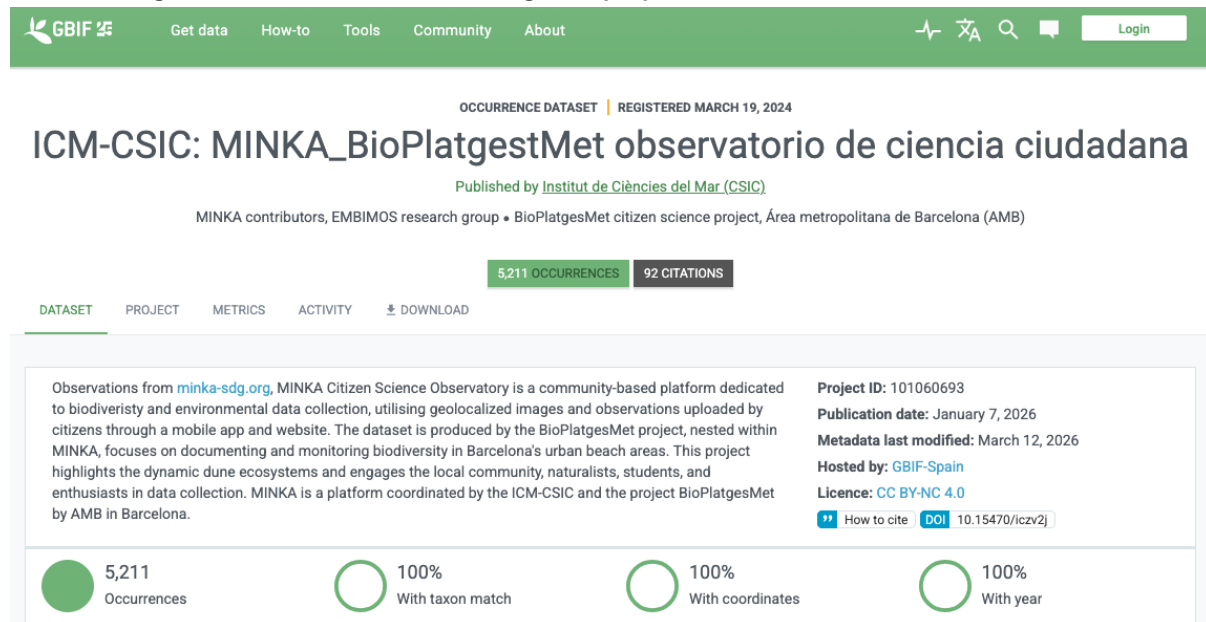 GBIF Get data How-to Tools Community About Login
OCCURRENCE DATASET | REGISTERED MARCH 19, 2024
ICM-CSIC: MINKA_BioPlatgestMet observatorio de ciencia ciudadana
Published by Institut de Ciències del Mar (CSIC)
MINKA contributors, EMBIMOS research group • BioPlatgesMet citizen science project, Área metropolitana de Barcelona (AMB)
5,211 OCCURRENCES 92 CITATIONS
DATASET PROJECT METRICS ACTIVITY DOWNLOAD
Observations from minka-sdg.org, MINKA Citizen Science Observatory is a community-based platform dedicated
to biodiveristy and environmental data collection, utilising geolocalized images and observations uploaded by
citizens through a mobile app and website. The dataset is produced by the BioPlatgesMet project, nested within
MINKA, focuses on documenting and monitoring biodiversity in Barcelona's urban beach areas. This project
highlights the dynamic dune ecosystems and engages the local community, naturalists, students, and
enthusiasts in data collection. MINKA is a platform coordinated by the ICM-CSIC and the project BioPlatgesMet
by AMB in Barcelona.
Project ID: 101060693
Publication date: January 7, 2026
Metadata last modified: March 12, 2026
Hosted by: GBIF-Spain
Licence: CC BY-NC 4.0
How to cite DOI 10.15470/iczv2j
5,211
Occurrences
100%
With taxon match
100%
With coordinates
100%
With year